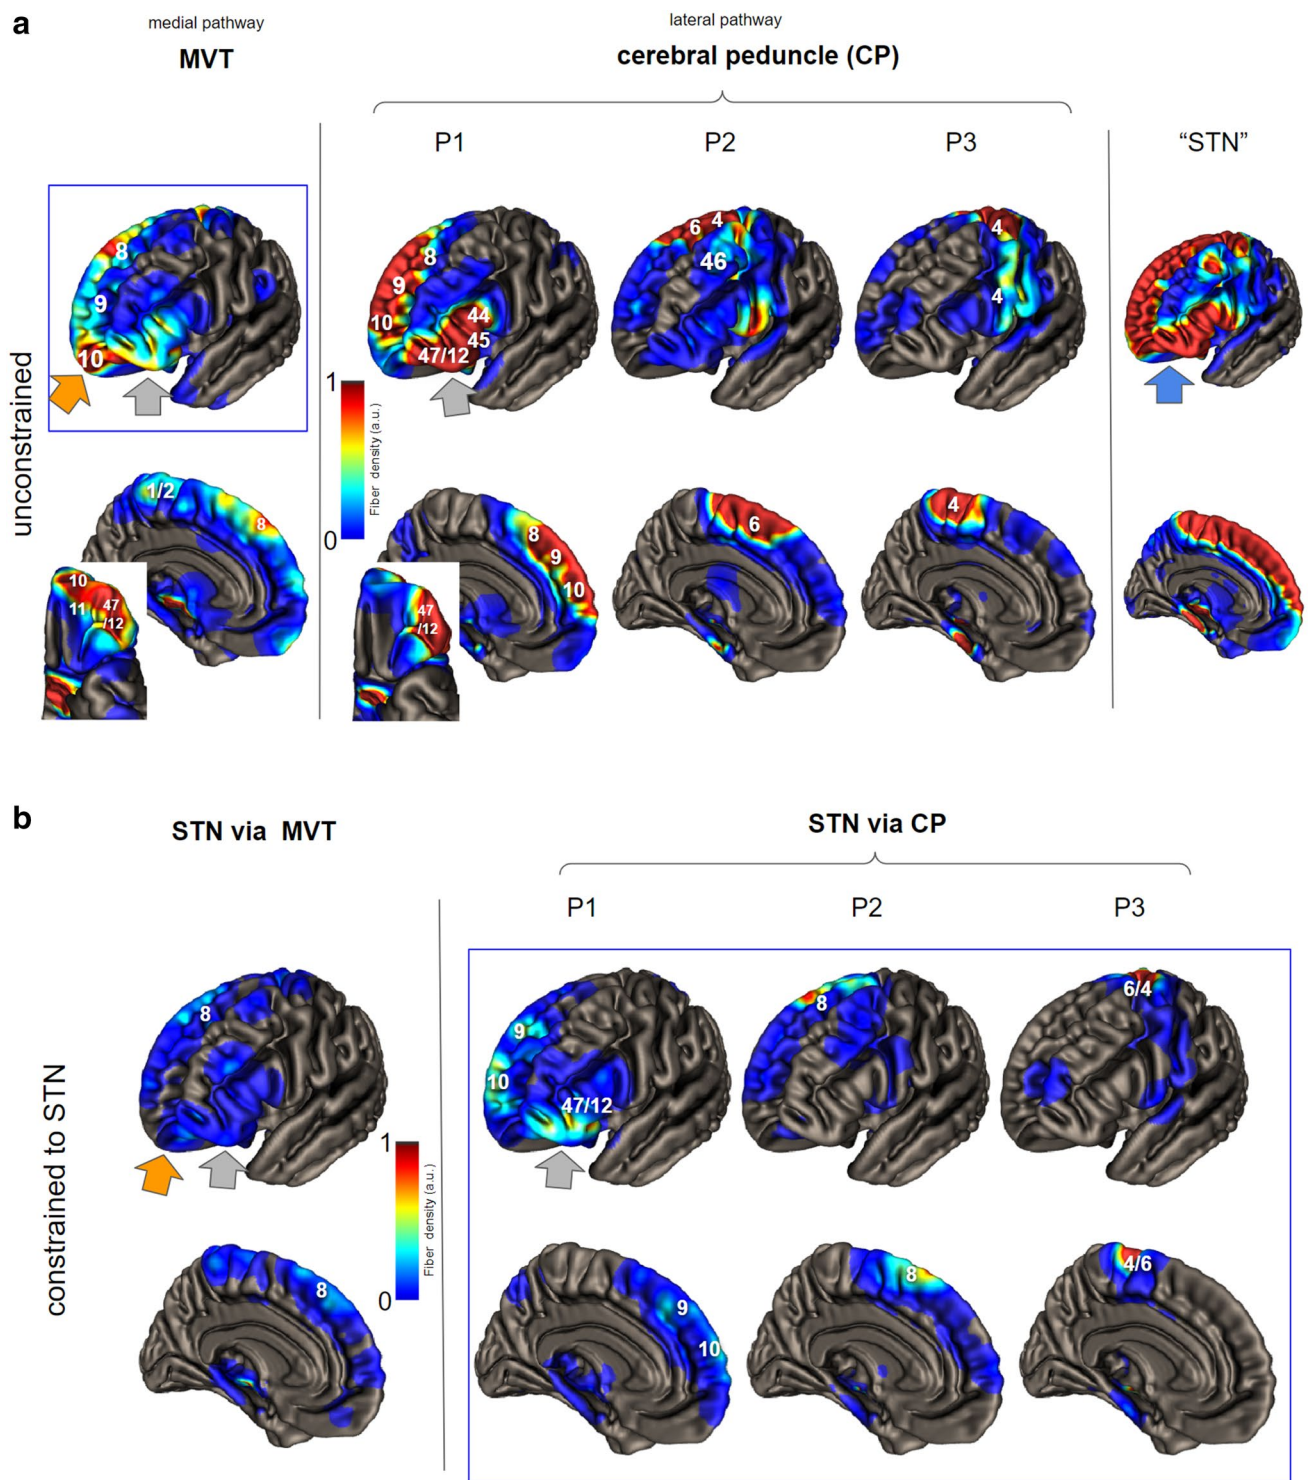 a
medial pathway
lateral pathway
MVT
cerebral peduncle (CP)
P1
P2
P3
“STN”
unconstrained
8
9
10
8
9
10
44
45
47/12
6
4
46
4
4
1
0
Fiber density (a.u.)
1/2
8
10
11
47
/12
8
9
10
47
/12
6
4
b
STN via MVT
STN via CP
P1
P2
P3
constrained to STN
8
9
10
47/12
8
6/4
1
0
Fiber density (a.u.)
8
9
10
8
4/6